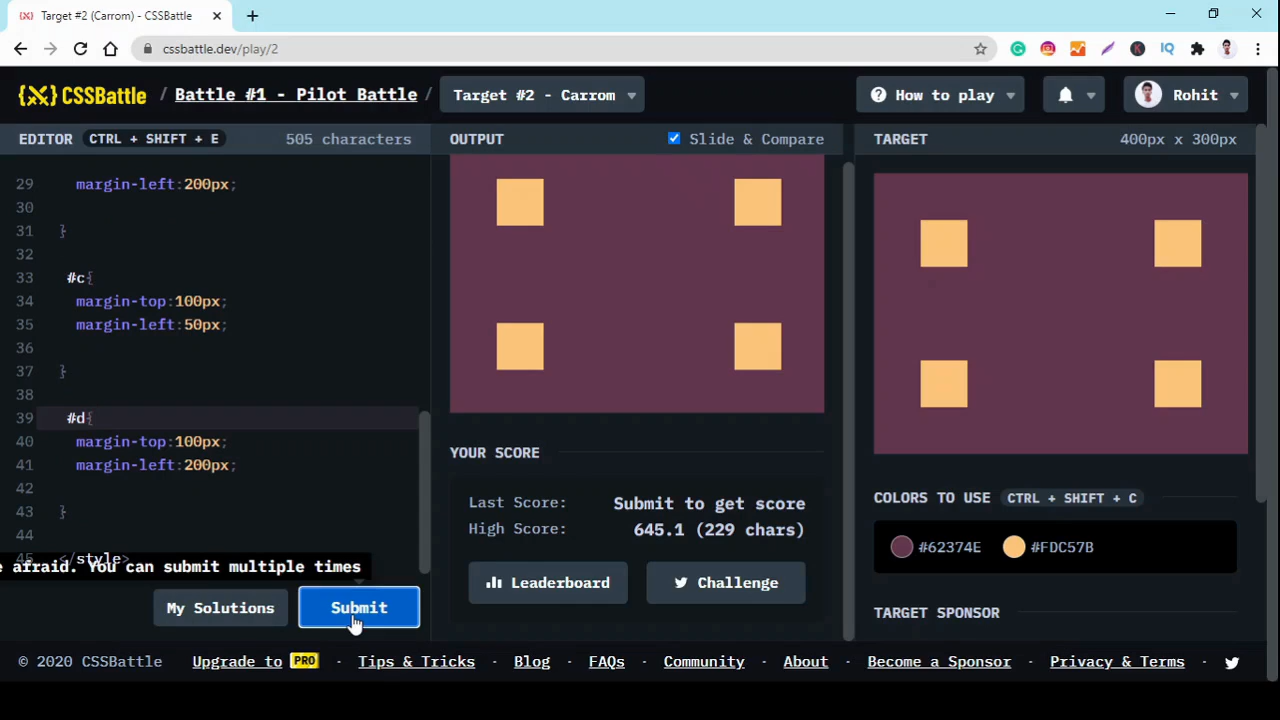 Target #2 (Carrom) - CSSBattle
cssbattle.dev/play/2
CSSBattle / Battle #1 - Pilot Battle / Target #2 - Carrom
How to play
Rohit
EDITOR CTRL + SHIFT + E 505 characters
OUTPUT Slide & Compare
TARGET 400px x 300px
29 margin-left:200px;
30
31 }
32
33 #c{
34 margin-top:100px;
35 margin-left:50px;
36
37 }
38
39 #d{
40 margin-top:100px;
41 margin-left:200px;
42
43 }
44
45 </style>
e afraid. You can submit multiple times
My Solutions Submit
YOUR SCORE
Last Score: Submit to get score
High Score: 645.1 (229 chars)
Leaderboard Challenge
COLORS TO USE CTRL + SHIFT + C
#62374E #FDC57B
TARGET SPONSOR
© 2020 CSSBattle Upgrade to PRO · Tips & Tricks · Blog · FAQs · Community · About · Become a Sponsor · Privacy & Terms ·